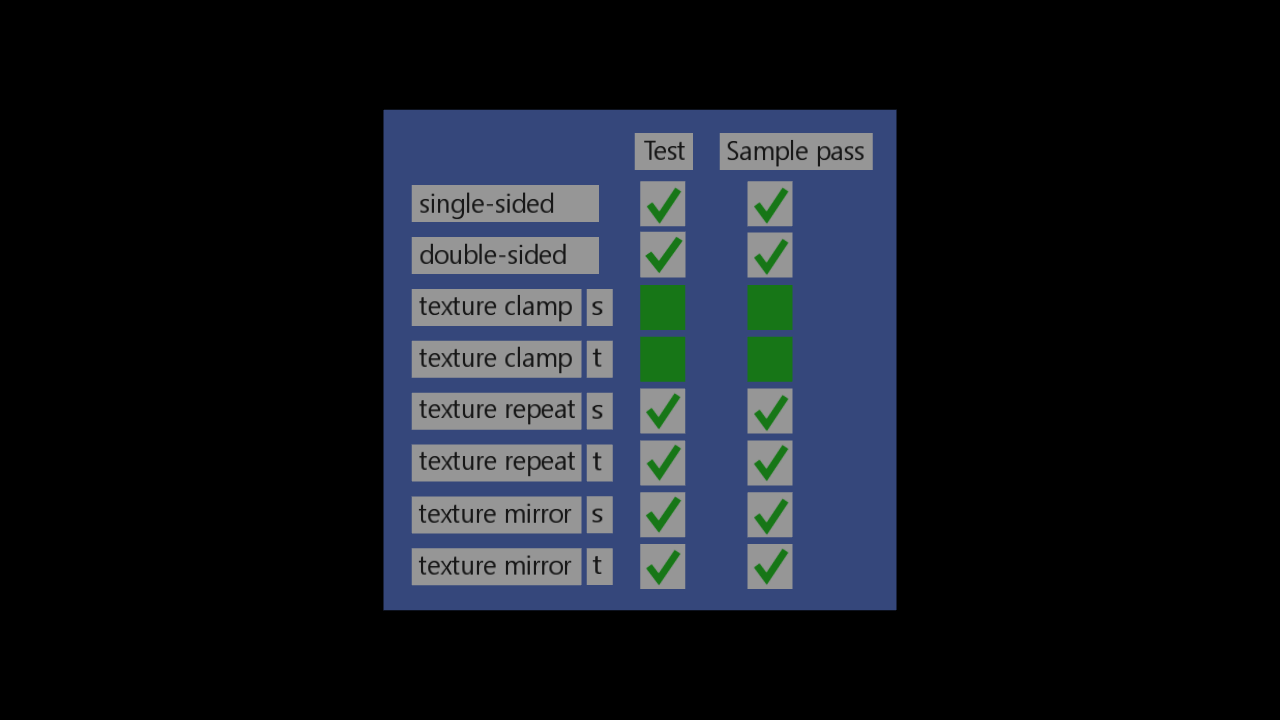 Test Sample pass
single-sided
double-sided
texture clamp s
texture clamp t
texture repeat s
texture repeat t
texture mirror s
texture mirror t